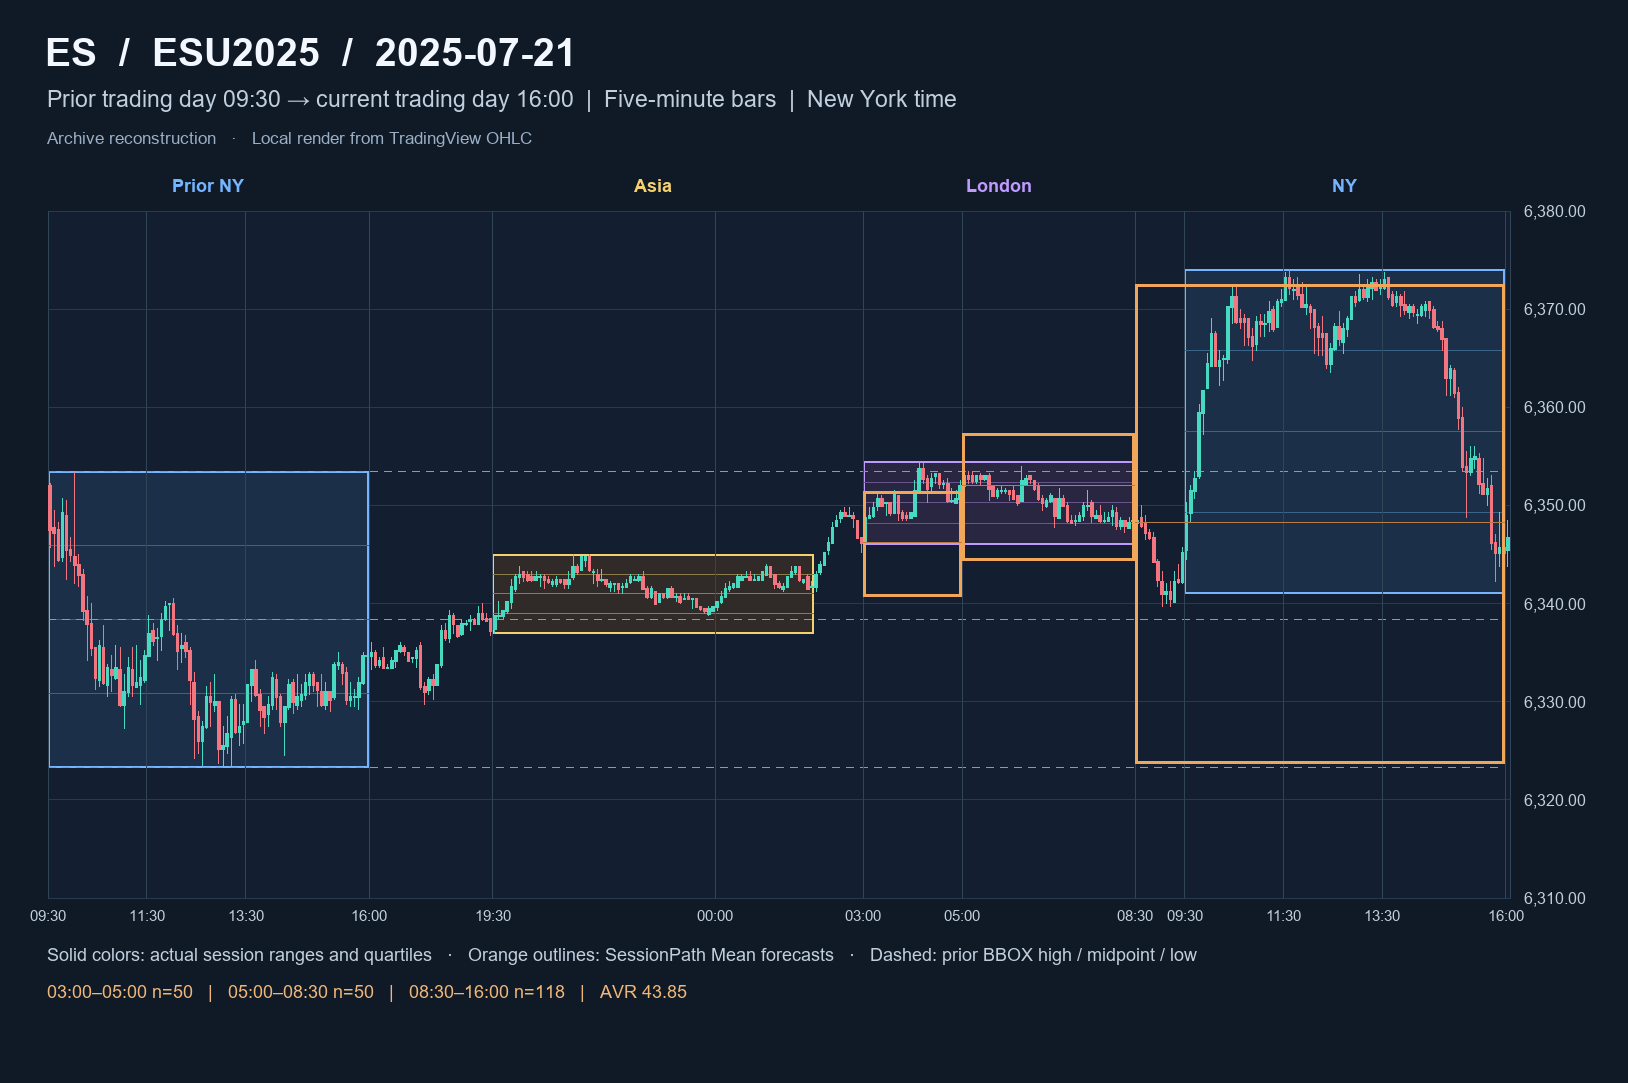 ES / ESU2025 / 2025-07-21
Prior trading day 09:30 → current trading day 16:00 | Five-minute bars | New York time
Archive reconstruction · Local render from TradingView OHLC
Prior NY Asia London NY
6,380.00
6,370.00
6,360.00
6,350.00
6,340.00
6,330.00
6,320.00
6,310.00
09:30 11:30 13:30 16:00 19:30 00:00 03:00 05:00 08:30 09:30 11:30 13:30 16:00
Solid colors: actual session ranges and quartiles · Orange outlines: SessionPath Mean forecasts · Dashed: prior BBOX high / midpoint / low
03:00–05:00 n=50 | 05:00–08:30 n=50 | 08:30–16:00 n=118 | AVR 43.85